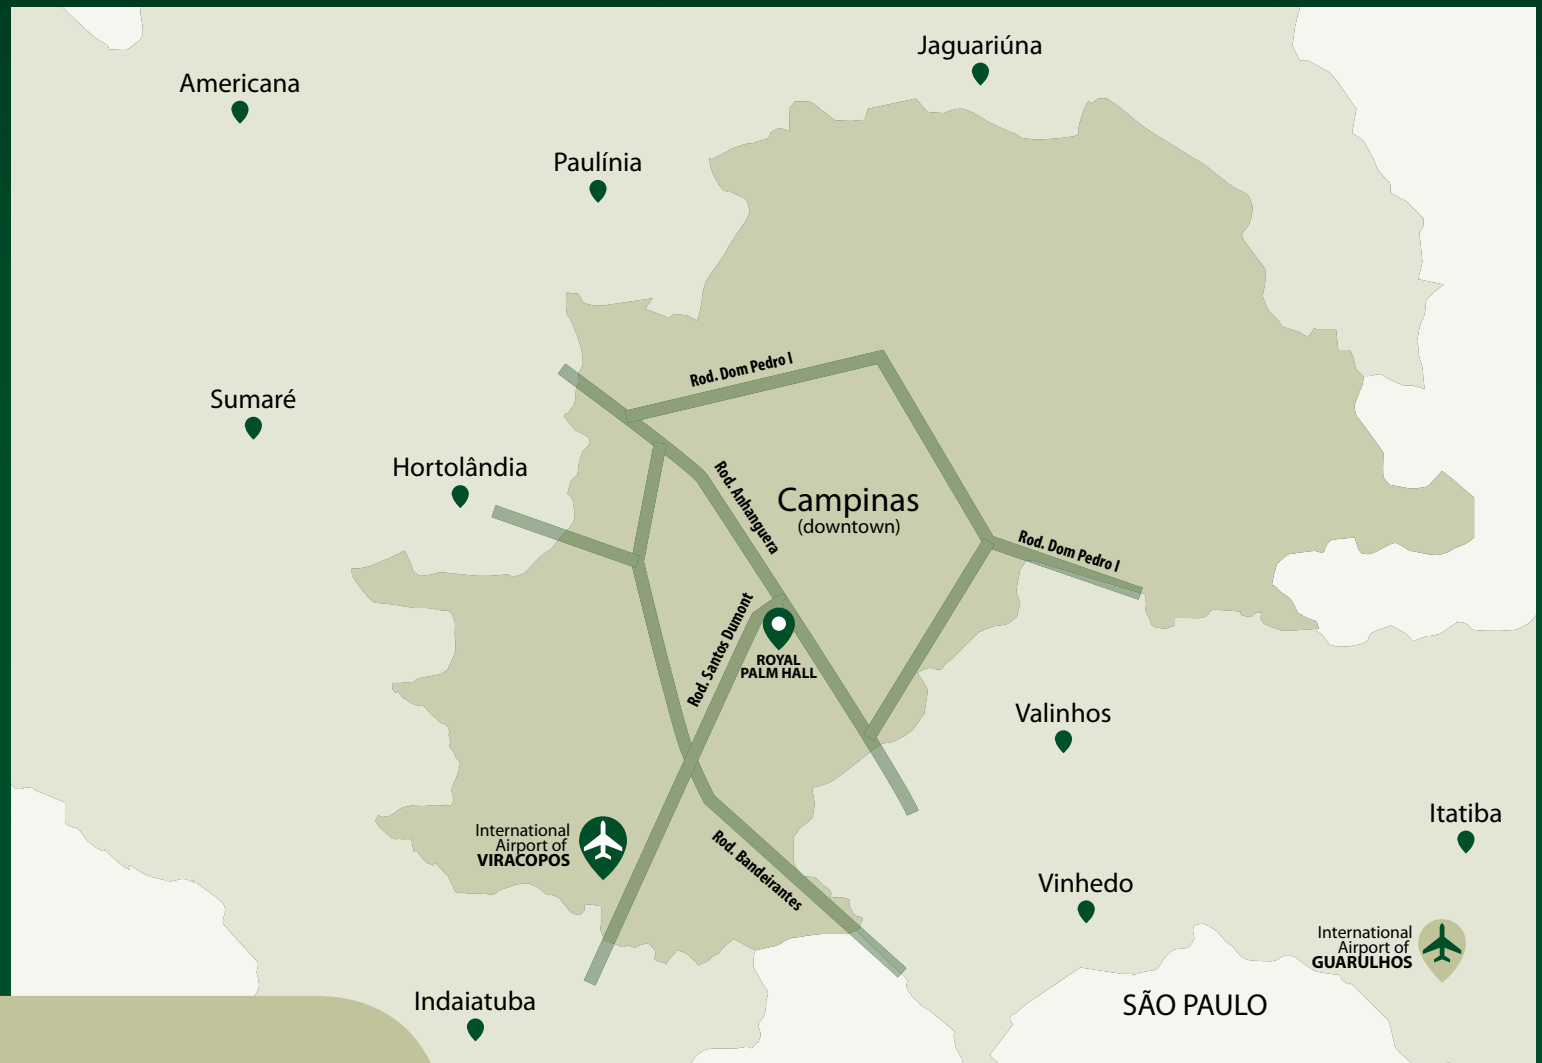 Jaguariúna
Americana
Paulínia
Rod. Dom Pedro I
Sumaré
Hortolândia
Rod. Anhanguera
Campinas
(downtown)
Rod. Dom Pedro I
Rod. Santos Dumont
ROYAL
PALM HALL
Valinhos
International
Airport of
VIRACOPOS
Rod. Bandeirantes
Itatiba
Vinhedo
International
Airport of
GUARULHOS
Indaiatuba
SÃO PAULO